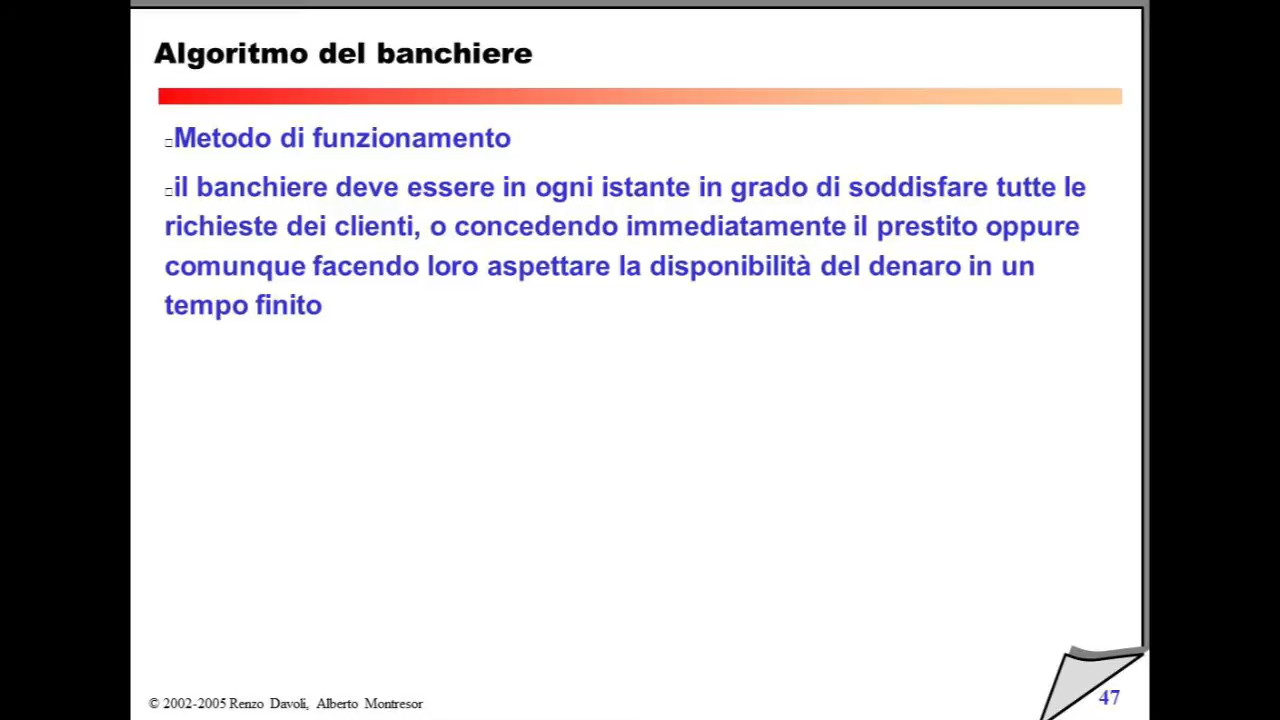 Algoritmo del banchiere
Metodo di funzionamento
il banchiere deve essere in ogni istante in grado di soddisfare tutte le
richieste dei clienti, o concedendo immediatamente il prestito oppure
comunque facendo loro aspettare la disponibilità del denaro in un
tempo finito
© 2002-2005 Renzo Davoli, Alberto Montresor
47